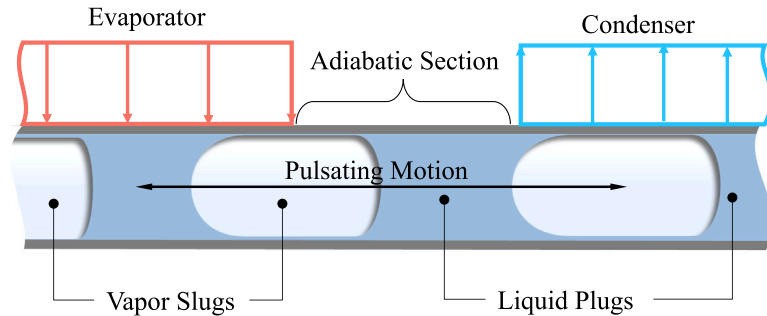 Evaporator
Condenser
Adiabatic Section
Pulsating Motion
Vapor Slugs
Liquid Plugs